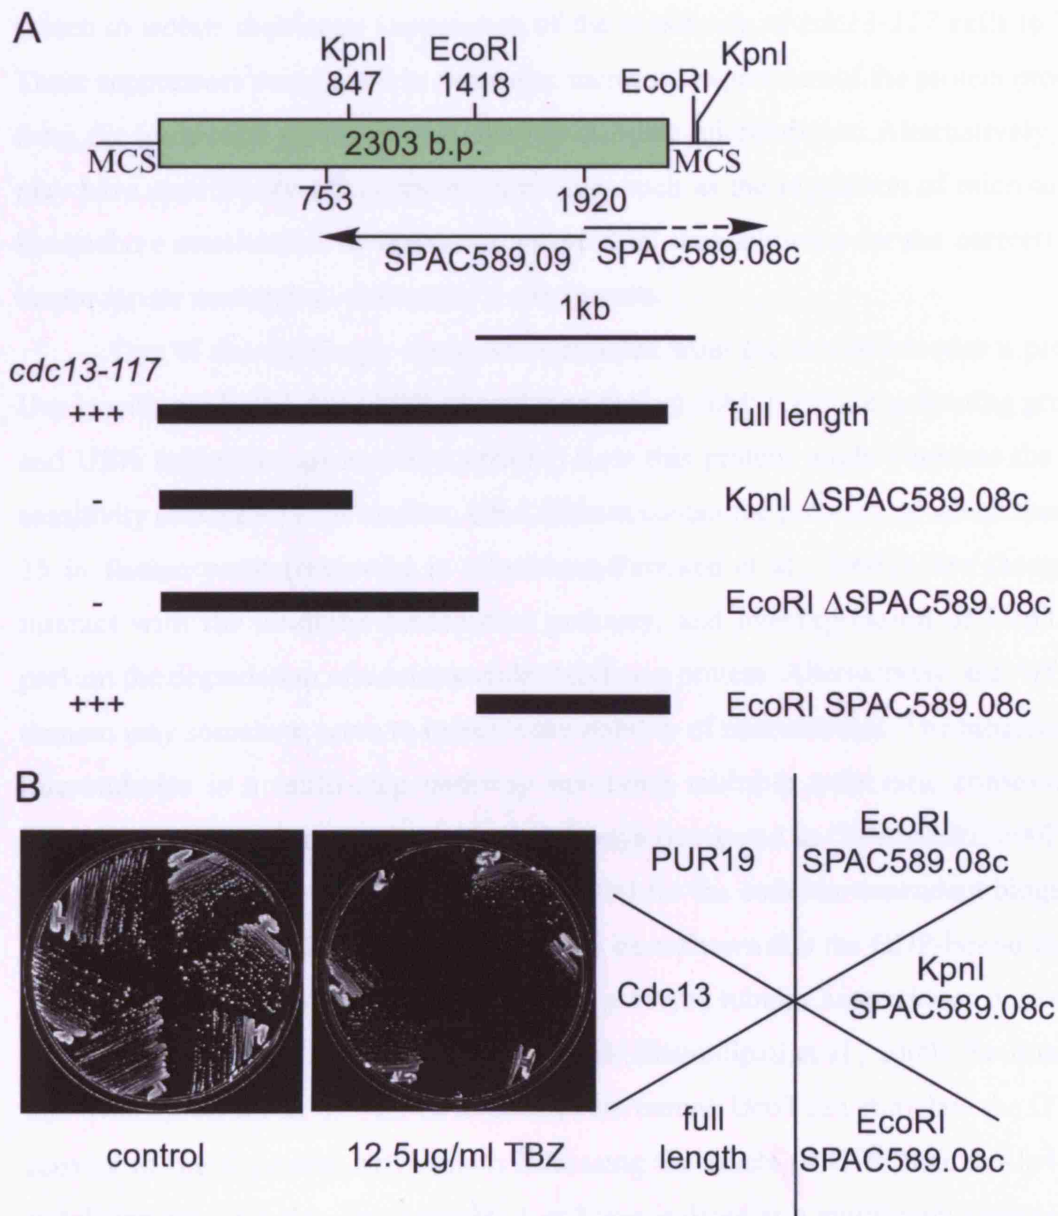 A
KpnI
847
EcoRI
1418
KpnI
EcoRI
MCS
2303 b.p.
MCS
753
1920
SPAC589.09
SPAC589.08c
1kb
cdc13-117
+++
full length
-
KpnI ΔSPAC589.08c
-
EcoRI ΔSPAC589.08c
+++
EcoRI SPAC589.08c
B
PUR19
EcoRI
SPAC589.08c
Cdc13
KpnI
SPAC589.08c
full
length
EcoRI
SPAC589.08c
control
12.5µg/ml TBZ